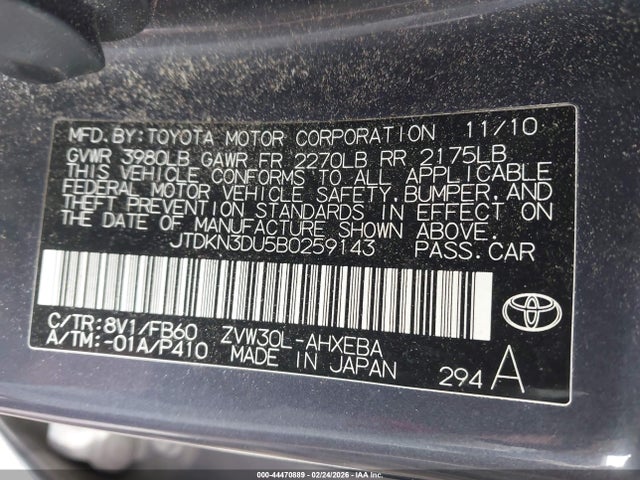 MFD. BY: TOYOTA MOTOR CORPORATION 11/10
GVWR 3980LB GAWR FR 2270LB RR 2175LB
THIS VEHICLE CONFORMS TO ALL APPLICABLE
FEDERAL MOTOR VEHICLE SAFETY, BUMPER, AND
THEFT PREVENTION STANDARDS IN EFFECT ON
THE DATE OF MANUFACTURE SHOWN ABOVE.
JTDKN3DU5B0259143 PASS. CAR
C/TR: 8V1/FB60 ZVW30L-AHXEBA
A/TM: -01A/P410 MADE IN JAPAN
294 A
000-44470889 - 02/24/2026 - IAA Inc.